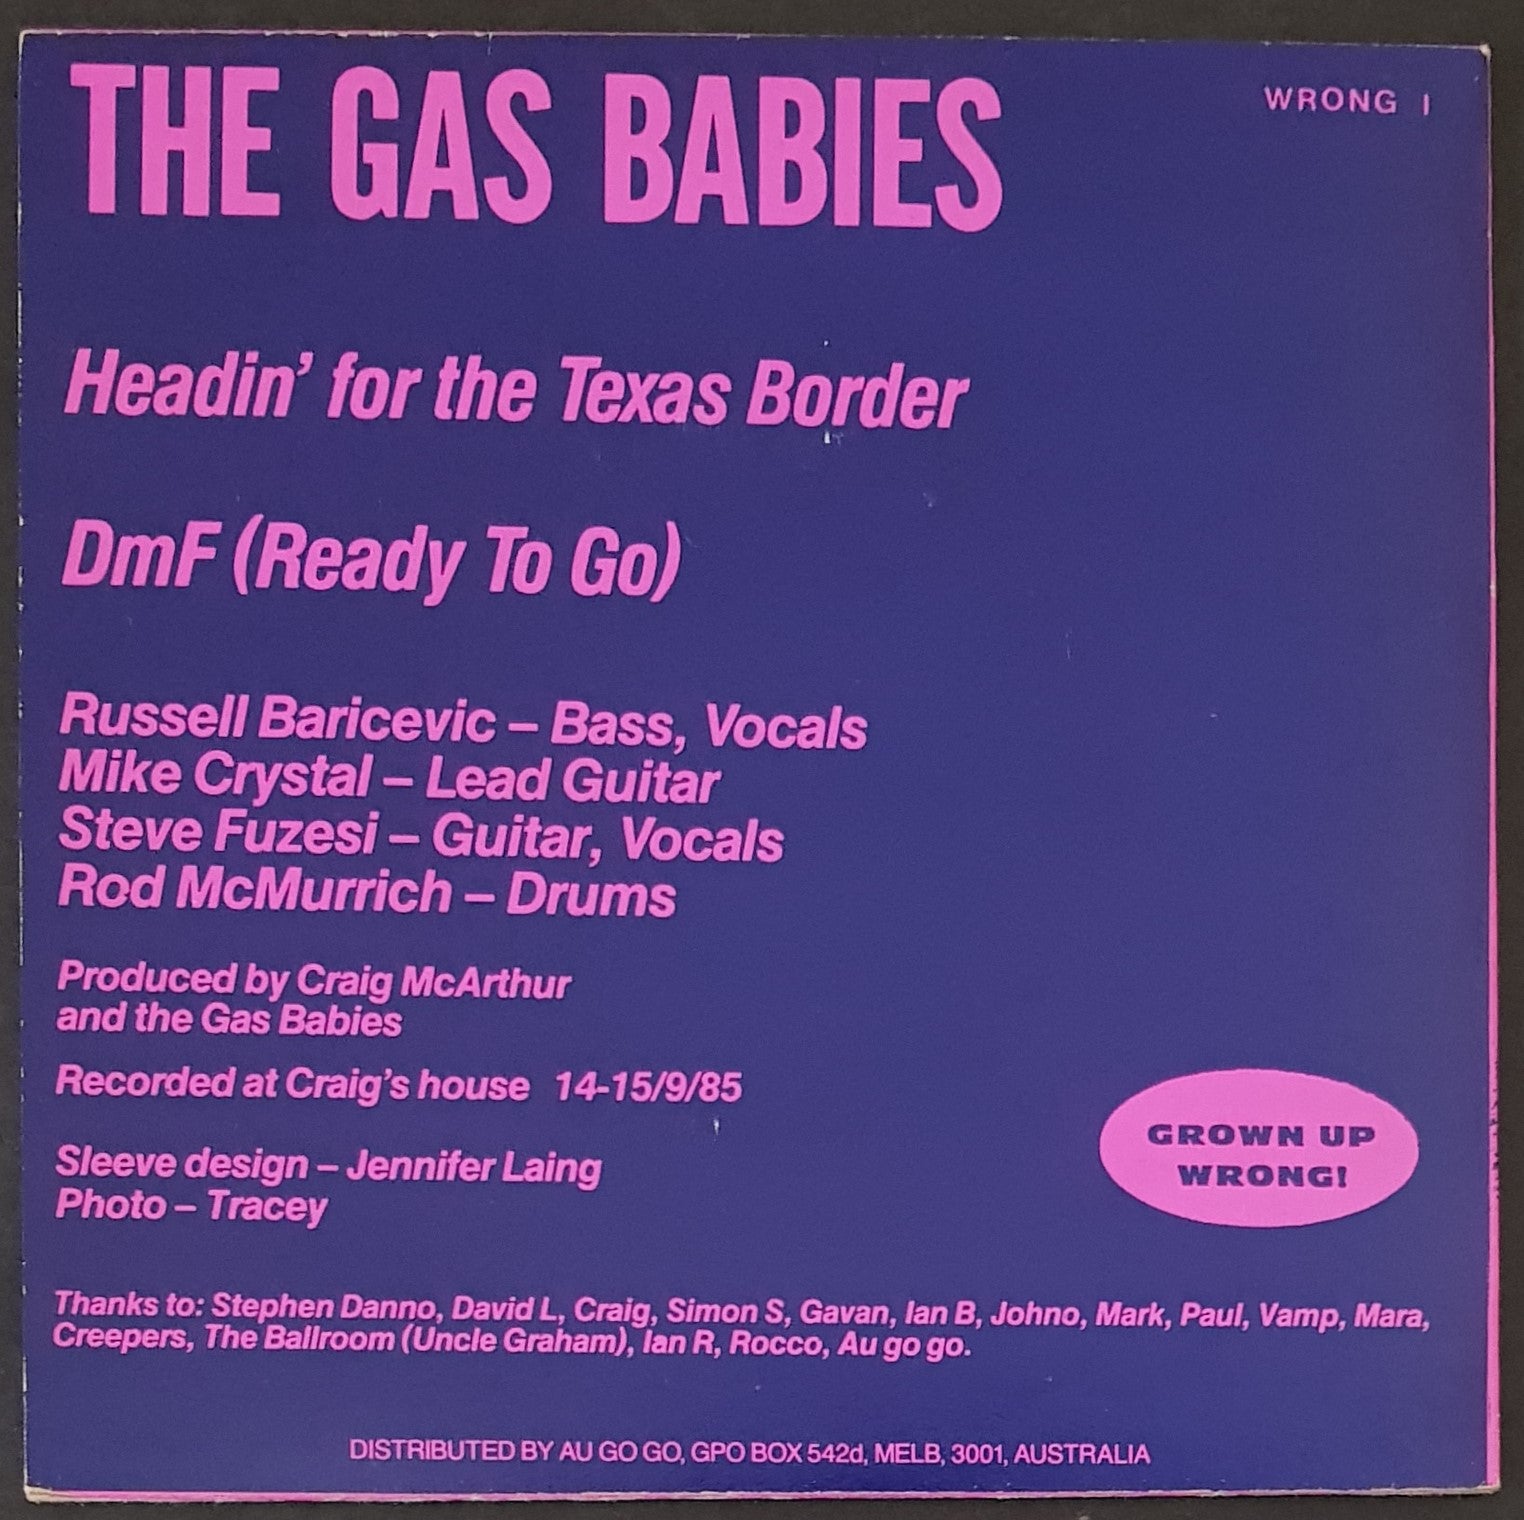 THE GAS BABIES
WRONG 1
Headin' for the Texas Border
DmF (Ready To Go)
Russell Baricevic – Bass, Vocals
Mike Crystal – Lead Guitar
Steve Fuzesi – Guitar, Vocals
Rod McMurrich – Drums
Produced by Craig McArthur
and the Gas Babies
Recorded at Craig's house 14-15/9/85
Sleeve design – Jennifer Laing
Photo – Tracey
GROWN UP
WRONG!
Thanks to: Stephen Danno, David L, Craig, Simon S, Gavan, Ian B, Johno, Mark, Paul, Vamp, Mara,
Creepers, The Ballroom (Uncle Graham), Ian R, Rocco, Au go go.
DISTRIBUTED BY AU GO GO, GPO BOX 542d, MELB, 3001, AUSTRALIA